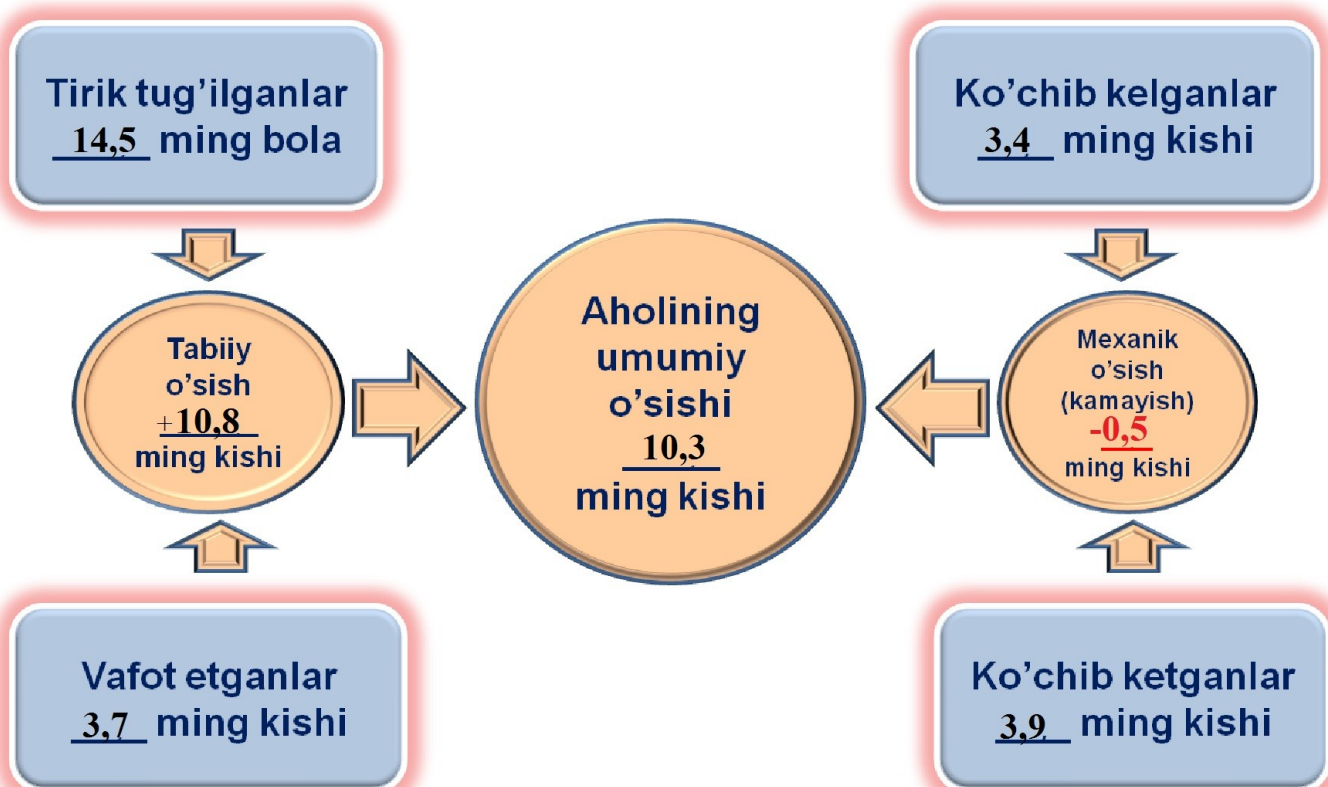 Tirik tug’ilganlar
14,5 ming bola
Ko’chib kelganlar
3,4 ming kishi
Tabiiy
o’sish
+10,8
ming kishi
Aholining
umumiy
o’sishi
10,3
ming kishi
Mexanik
o’sish
(kamayish)
-0,5
ming kishi
Vafot etganlar
3,7 ming kishi
Ko’chib ketganlar
3,9 ming kishi